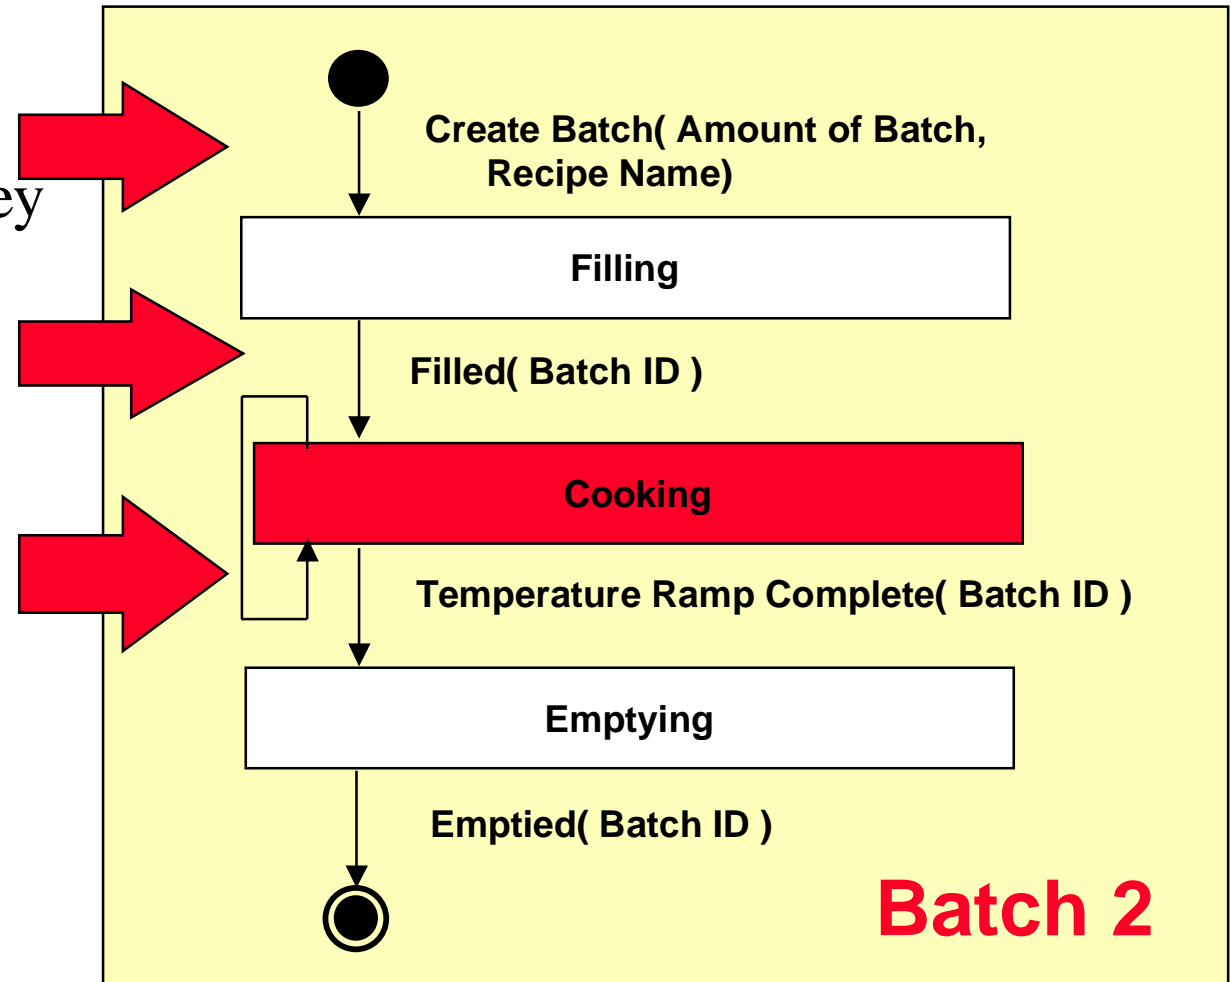 Create Batch( Amount of Batch,
Recipe Name)
ey
Filling
Filled( Batch ID )
Cooking
Temperature Ramp Complete( Batch ID )
Emptying
Emptied( Batch ID )
Batch 2